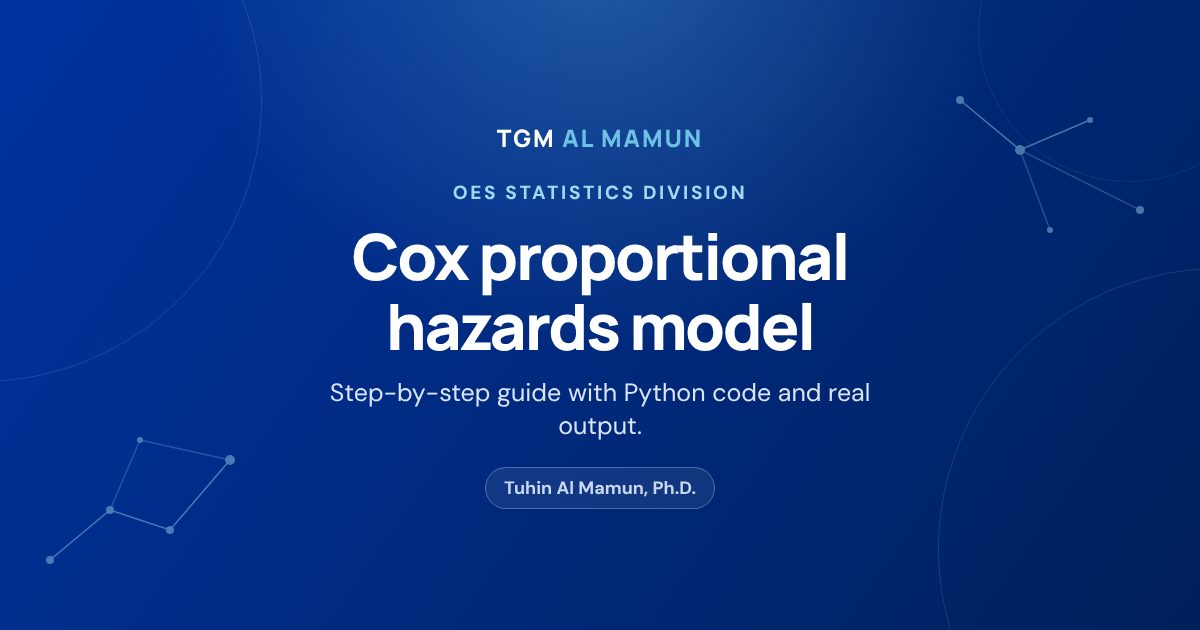 TGM AL MAMUN
OES STATISTICS DIVISION
Cox proportional
hazards model
Step-by-step guide with Python code and real
output.
Tuhin Al Mamun, Ph.D.